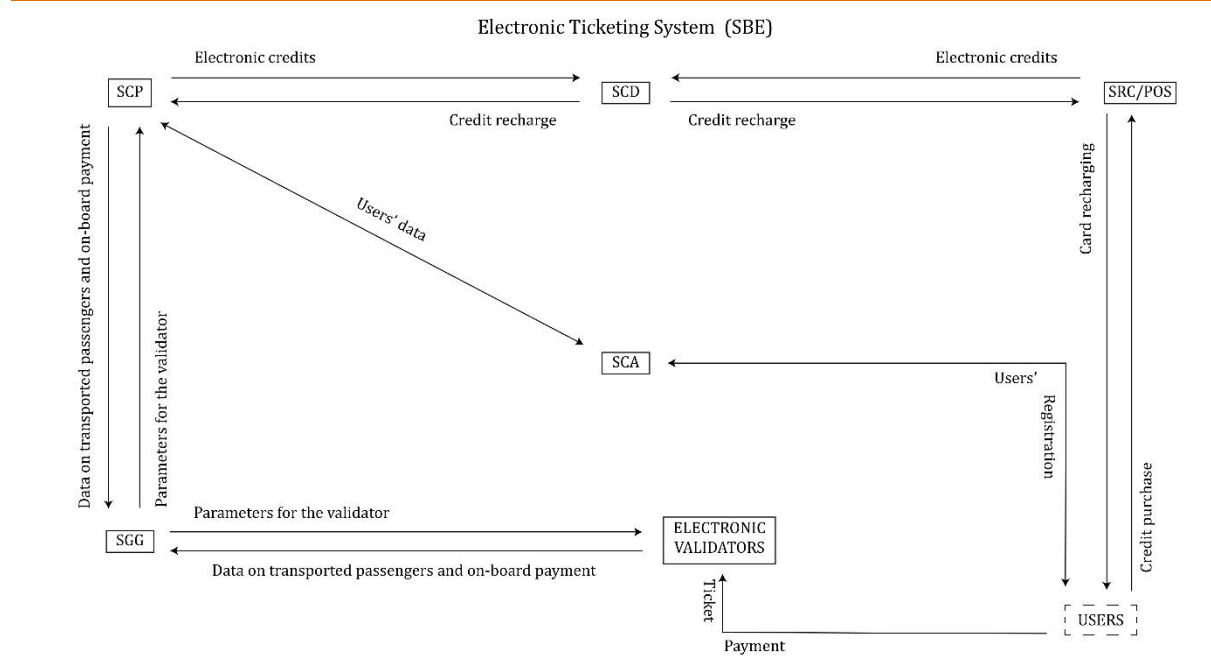 Electronic Ticketing System (SBE)
Electronic credits
Electronic credits
SCP
SCD
SRC/POS
Credit recharge
Credit recharge
Data on transported passengers and on-board payment
Parameters for the validator
Users’ data
Card recharging
SCA
Users’
Registration
Credit purchase
Parameters for the validator
SGG
ELECTRONIC
VALIDATORS
Data on transported passengers and on-board payment
Ticket
USERS
Payment